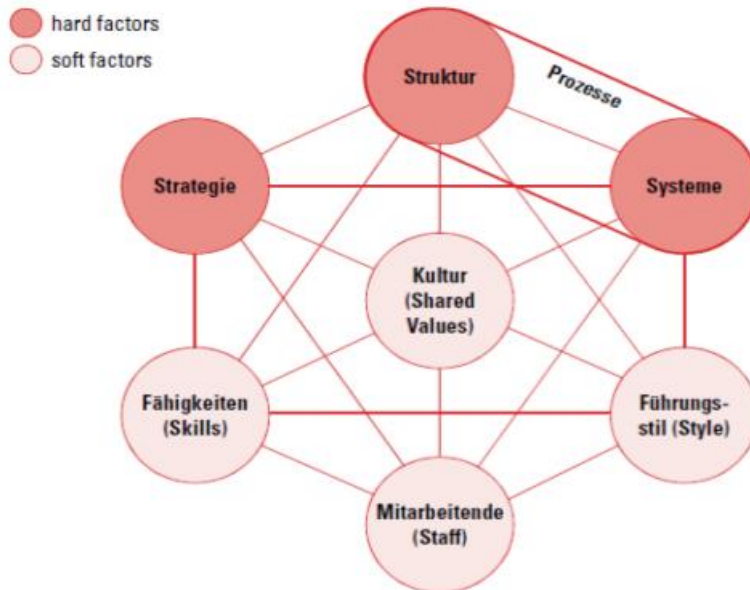 hard factors
soft factors
Struktur
Prozesse
Strategie
Systeme
Kultur
(Shared
Values)
Fähigkeiten
(Skills)
Führungs-
stil (Style)
Mitarbeitende
(Staff)